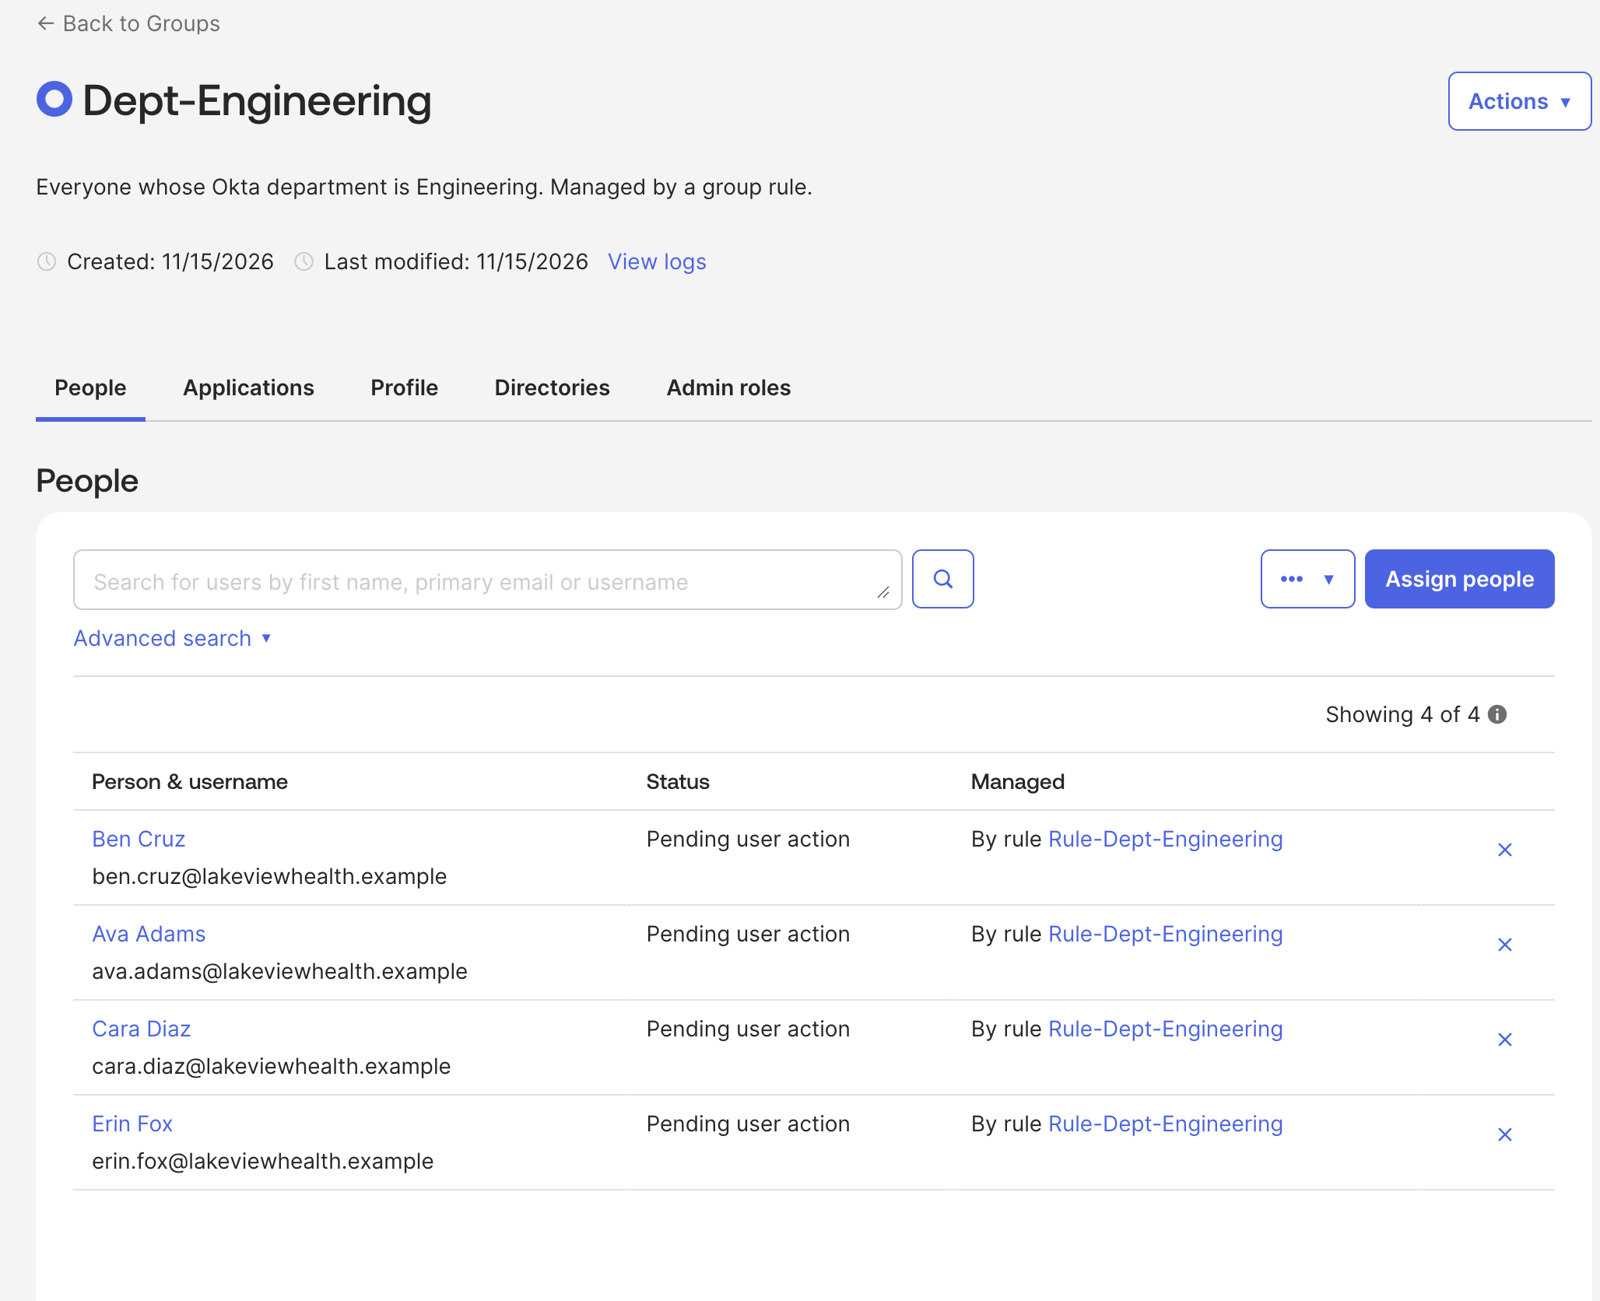 ← Back to Groups
Dept-Engineering
Actions ▼
Everyone whose Okta department is Engineering. Managed by a group rule.
Created: 11/15/2026 Last modified: 11/15/2026 View logs
People Applications Profile Directories Admin roles
People
Search for users by first name, primary email or username
••• ▼
Assign people
Advanced search ▼
Showing 4 of 4
Person & username Status Managed
Ben Cruz Pending user action By rule Rule-Dept-Engineering
ben.cruz@lakeviewhealth.example
Ava Adams Pending user action By rule Rule-Dept-Engineering
ava.adams@lakeviewhealth.example
Cara Diaz Pending user action By rule Rule-Dept-Engineering
cara.diaz@lakeviewhealth.example
Erin Fox Pending user action By rule Rule-Dept-Engineering
erin.fox@lakeviewhealth.example